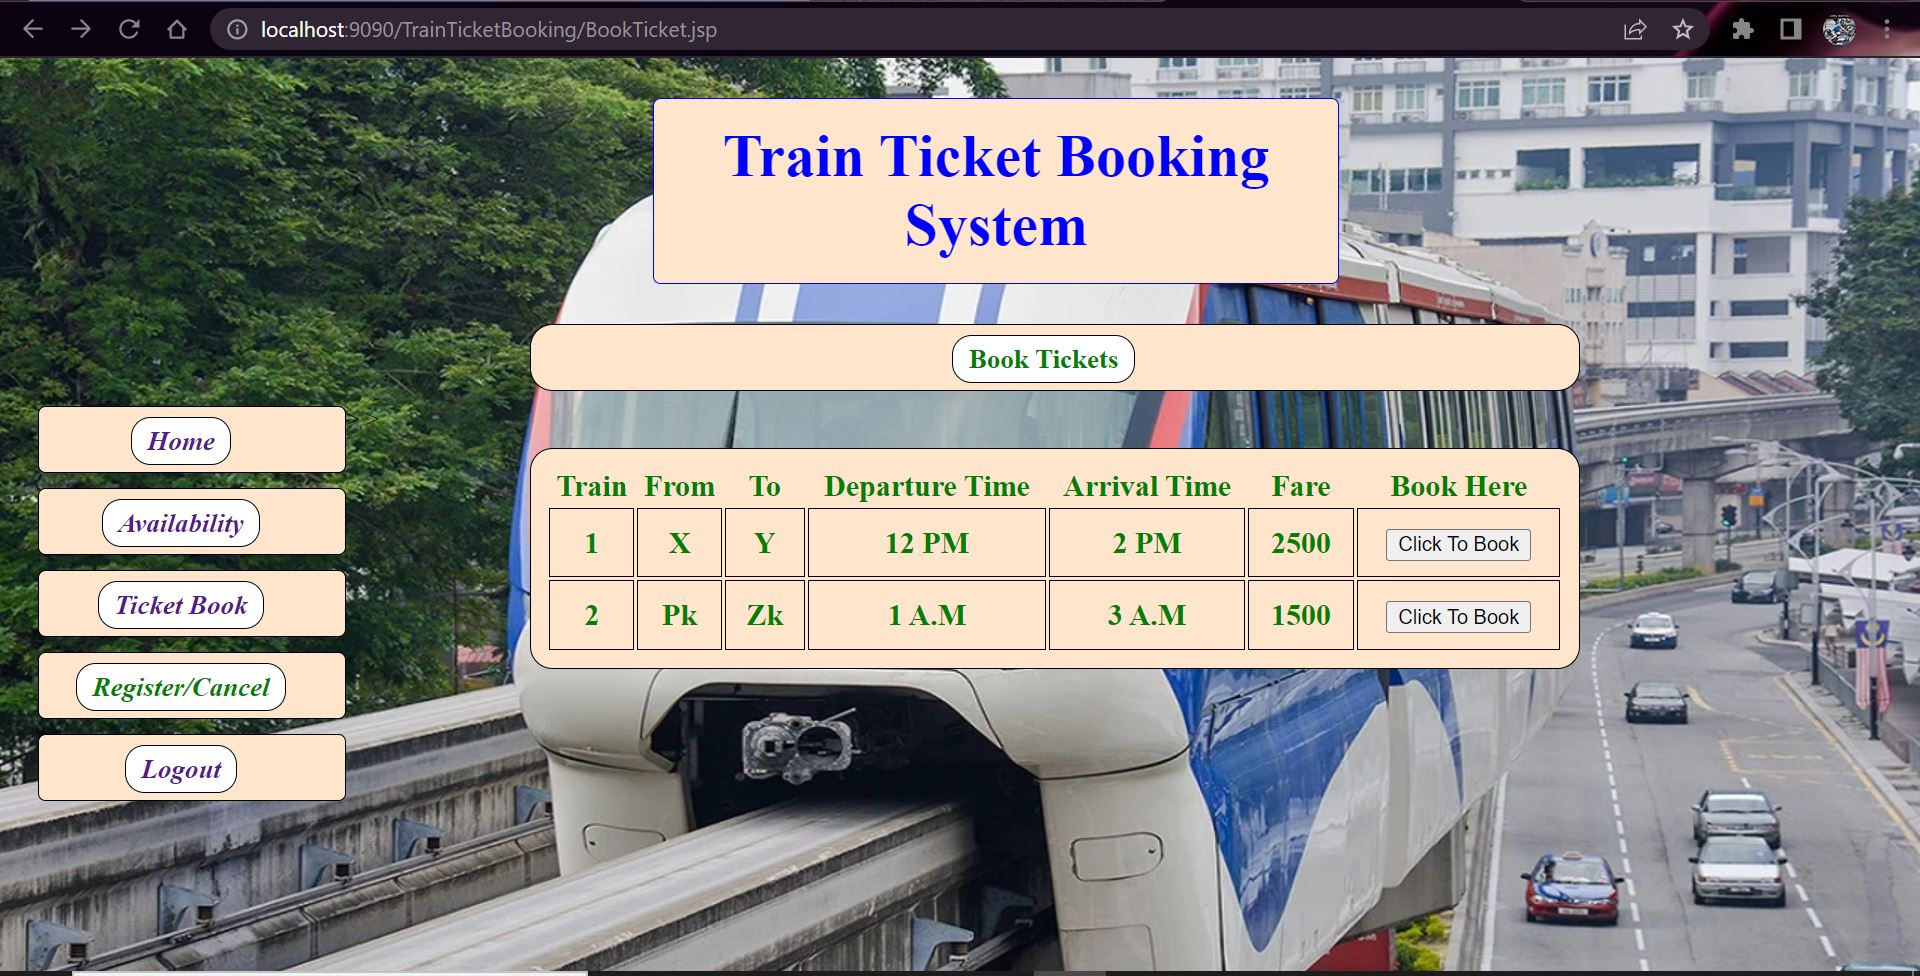 localhost:9090/TrainTicketBooking/BookTicket.jsp
Train Ticket Booking
System
Book Tickets
>>
Home
Availability
Ticket Book
Register/Cancel
Logout
Train From To Departure Time Arrival Time Fare Book Here
1 X Y 12 PM 2 PM 2500 Click To Book
2 Pk Zk 1 A.M 3 A.M 1500 Click To Book